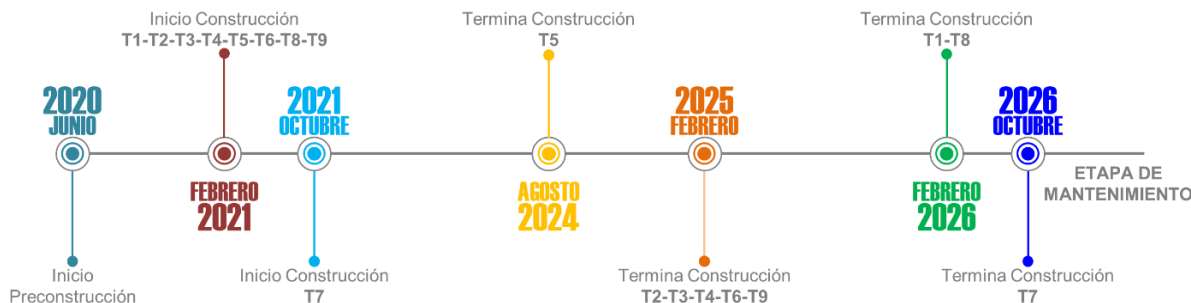 Inicio Construcción
T1-T2-T3-T4-T5-T6-T8-T9
Termina Construcción
T5
Termina Construcción
T1-T8
2020
JUNIO
2021
OCTUBRE
2025
FEBRERO
2026
OCTUBRE
FEBRERO
2021
AGOSTO
2024
FEBRERO
2026
ETAPA DE
MANTENIMIENTO
Inicio
Preconstrucción
Inicio Construcción
T7
Termina Construcción
T2-T3-T4-T6-T9
Termina Construcción
T7